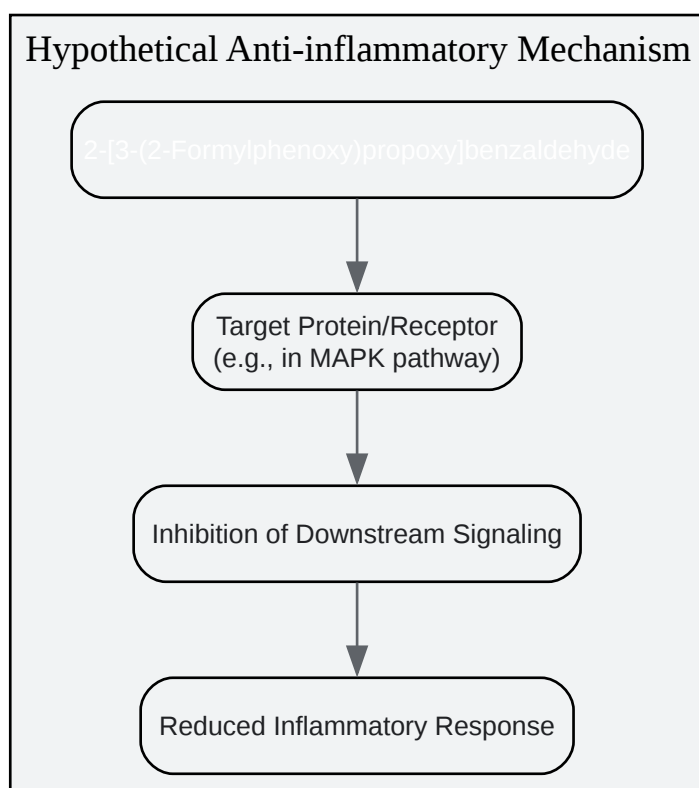 Hypothetical Anti-inflammatory Mechanism
2-[3-(2-Formylphenoxy)propoxy]benzaldehyde
Target Protein/Receptor
(e.g., in MAPK pathway)
Inhibition of Downstream Signaling
Reduced Inflammatory Response